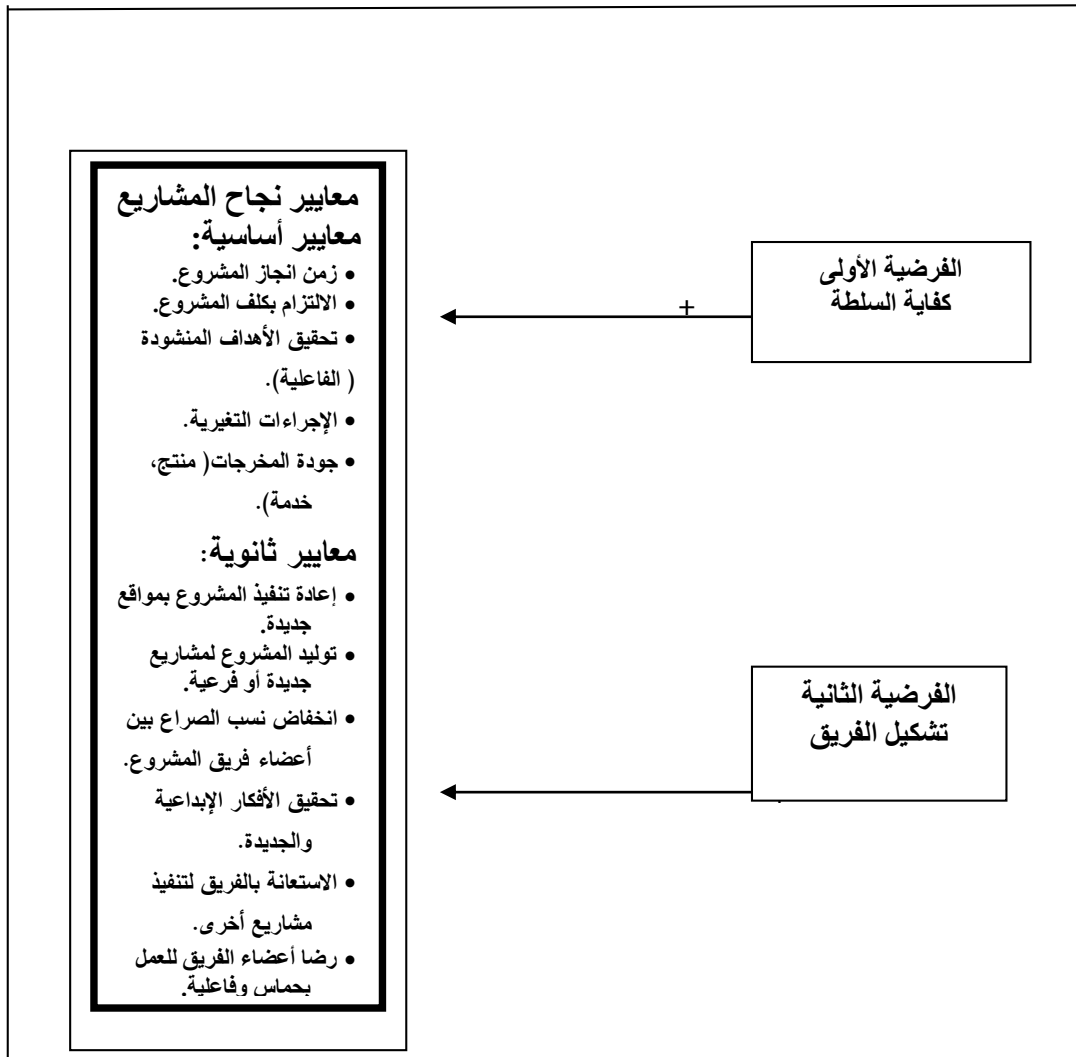 معايير نجاح المشاريع
معايير أساسية:
• زمن انجاز المشروع.
• الالتزام بكلف المشروع.
• تحقيق الأهداف المنشودة
( الفاعلية).
• الإجراءات التغيرية.
• جودة المخرجات( منتج،
خدمة).
معايير ثانوية:
• إعادة تنفيذ المشروع بمواقع
جديدة.
• توليد المشروع لمشاريع
جديدة أو فرعية.
• انخفاض نسب الصراع بين
أعضاء فريق المشروع.
• تحقيق الأفكار الإبداعية
والجديدة.
• الاستعانة بالفريق لتنفيذ
مشاريع أخرى.
• رضا أعضاء الفريق للعمل
بحماس وفاعلية.
الفرضية الأولى
كفاية السلطة
+
الفرضية الثانية
تشكيل الفريق